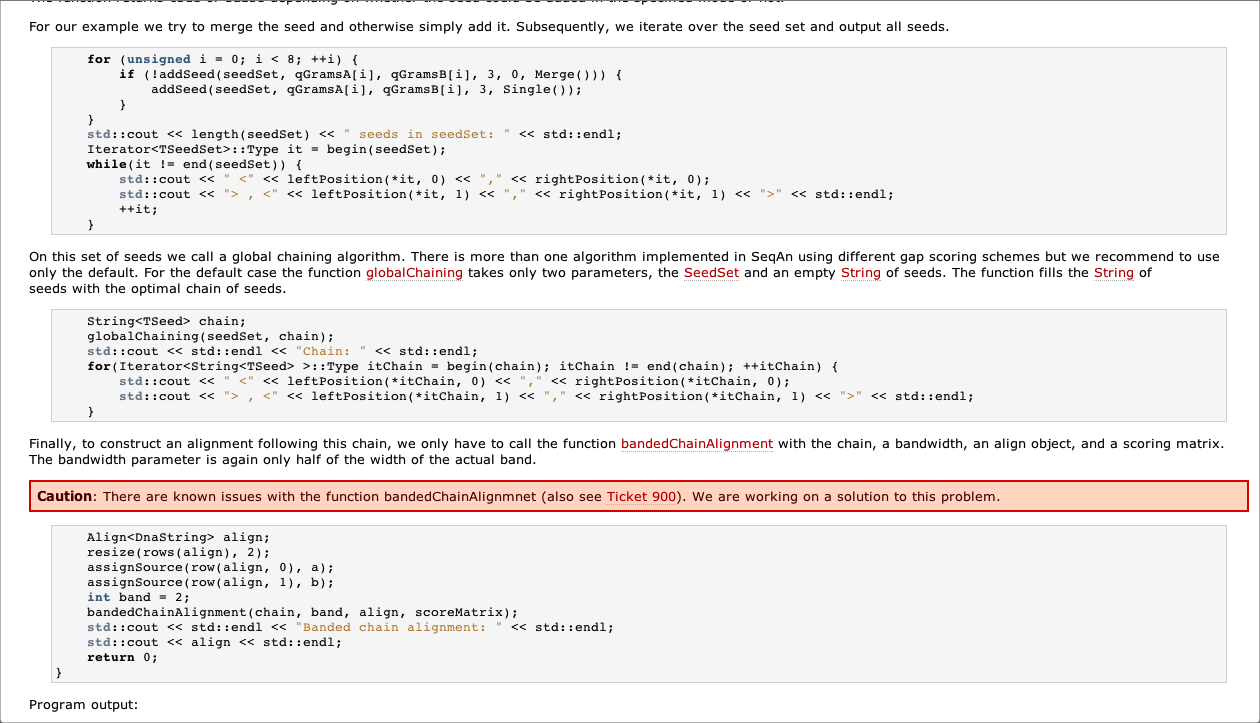 For our example we try to merge the seed and otherwise simply add it. Subsequently, we iterate over the seed set and output all seeds.
for (unsigned i = 0; i < 8; ++i) {
if (!addSeed(seedSet, qGramsA[i], qGramsB[i], 3, 0, Merge())) {
addSeed(seedSet, qGramsA[i], qGramsB[i], 3, Single());
}
}
std::cout << length(seedSet) << " seeds in seedSet: " << std::endl;
Iterator<TSeedSet>::Type it = begin(seedSet);
while(it != end(seedSet)) {
std::cout << " <" << leftPosition(*it, 0) << "," << rightPosition(*it, 0);
std::cout << "> , <" << leftPosition(*it, 1) << "," << rightPosition(*it, 1) << ">" << std::endl;
++it;
}
On this set of seeds we call a global chaining algorithm. There is more than one algorithm implemented in SeqAn using different gap scoring schemes but we recommend to use
only the default. For the default case the function globalChaining takes only two parameters, the SeedSet and an empty String of seeds. The function fills the String of
seeds with the optimal chain of seeds.
String<TSeed> chain;
globalChaining(seedSet, chain);
std::cout << std::endl << "Chain: " << std::endl;
for(Iterator<String<TSeed> >::Type itChain = begin(chain); itChain != end(chain); ++itChain) {
std::cout << " <" << leftPosition(*itChain, 0) << "," << rightPosition(*itChain, 0);
std::cout << "> , <" << leftPosition(*itChain, 1) << "," << rightPosition(*itChain, 1) << ">" << std::endl;
}
Finally, to construct an alignment following this chain, we only have to call the function bandedChainAlignment with the chain, a bandwidth, an align object, and a scoring matrix.
The bandwidth parameter is again only half of the width of the actual band.
Caution: There are known issues with the function bandedChainAlignmnet (also see Ticket 900). We are working on a solution to this problem.
Align<DnaString> align;
resize(rows(align), 2);
assignSource(row(align, 0), a);
assignSource(row(align, 1), b);
int band = 2;
bandedChainAlignment(chain, band, align, scoreMatrix);
std::cout << std::endl << "Banded chain alignment: " << std::endl;
std::cout << align << std::endl;
return 0;
}
Program output: